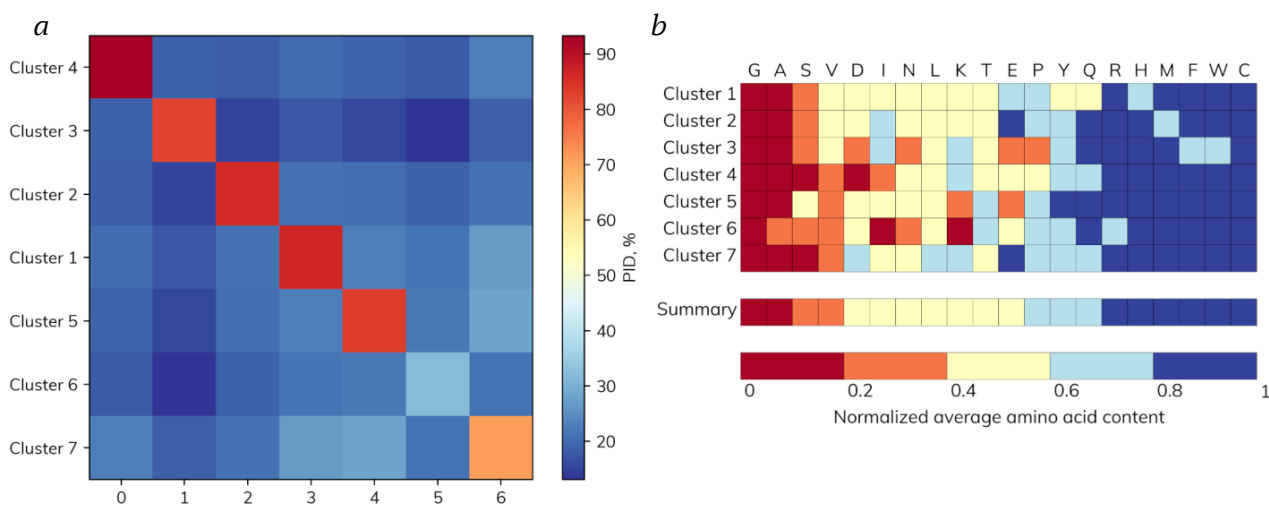 a
Cluster 4
Cluster 3
Cluster 2
Cluster 1
Cluster 5
Cluster 6
Cluster 7
0 1 2 3 4 5 6
90
80
70
60
50
40
30
20
PID, %
b
G A S V D I N L K T E P Y Q R H M F W C
Cluster 1
Cluster 2
Cluster 3
Cluster 4
Cluster 5
Cluster 6
Cluster 7
Summary
0 0.2 0.4 0.6 0.8 1
Normalized average amino acid content